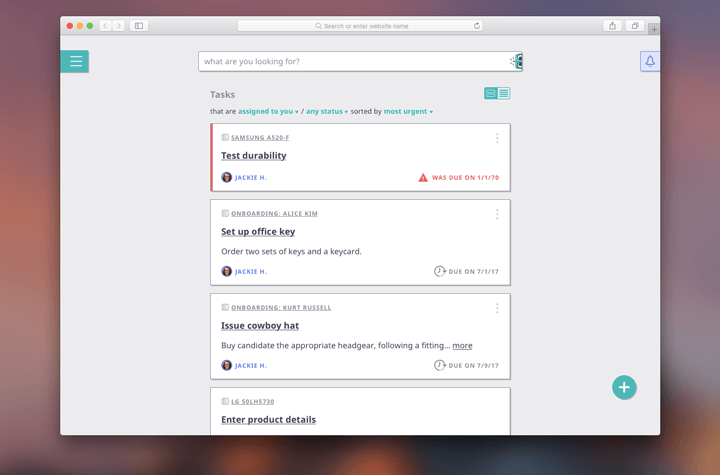 Search or enter website name
what are you looking for?
Tasks
that are assigned to you / any status sorted by most urgent
SAMSUNG A520-F
Test durability
JACKIE H.
WAS DUE ON 1/1/70
ONBOARDING: ALICE KIM
Set up office key
Order two sets of keys and a keycard.
JACKIE H.
DUE ON 7/1/17
ONBOARDING: KURT RUSSELL
Issue cowboy hat
Buy candidate the appropriate headgear, following a fitting... more
JACKIE H.
DUE ON 7/9/17
LG 50LH5730
Enter product details